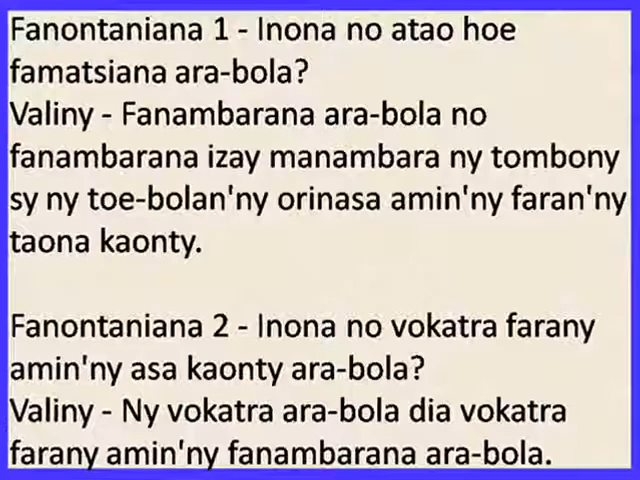 Fanontaniana 1 - Inona no atao hoe
famatsiana ara-bola?
Valiny - Fanambarana ara-bola no
fanambarana izay manambara ny tombony
sy ny toe-bolan'ny orinasa amin'ny faran'ny
taona kaonty.
Fanontaniana 2 - Inona no vokatra farany
amin'ny asa kaonty ara-bola?
Valiny - Ny vokatra ara-bola dia vokatra
farany amin'ny fanambarana ara-bola.